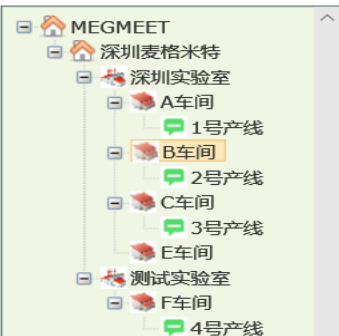 MEGMEET
深圳麦格米特
深圳实验室
A车间
1号产线
B车间
2号产线
C车间
3号产线
E车间
测试实验室
F车间
4号产线